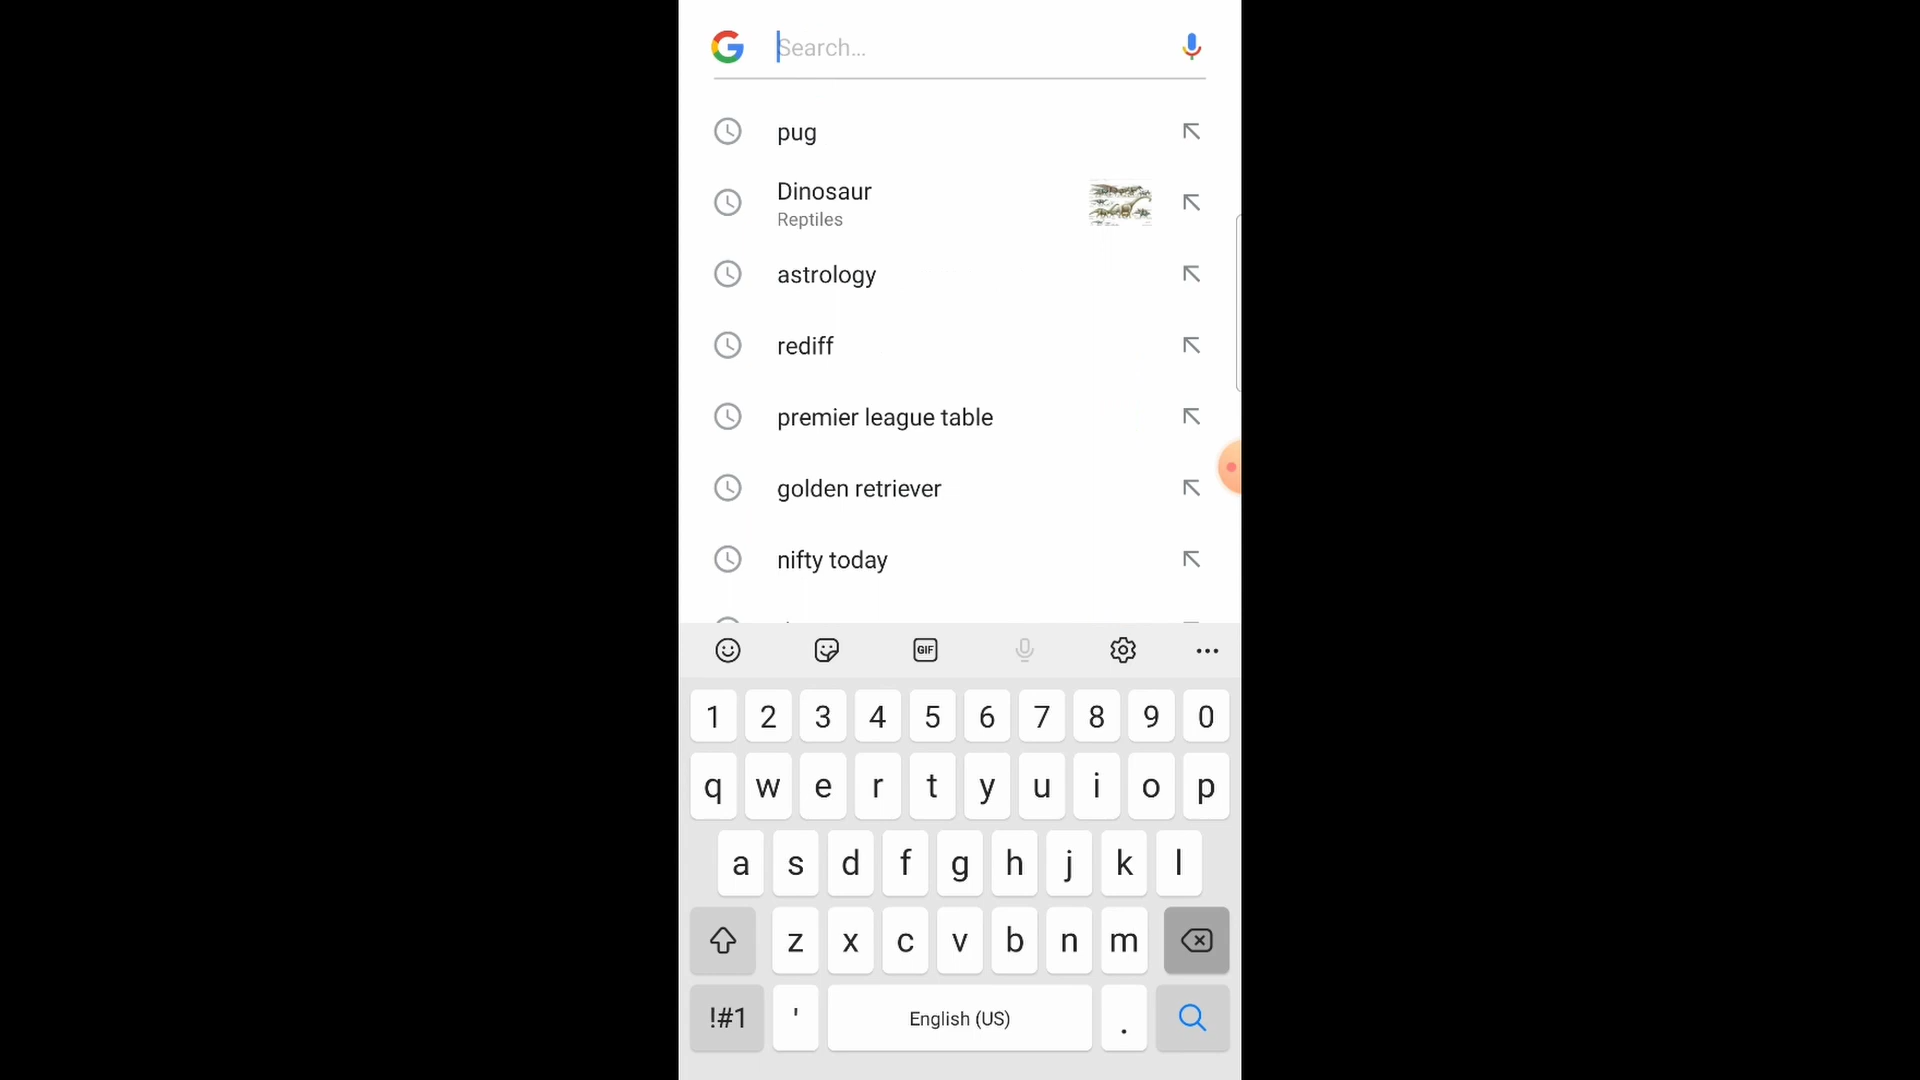 Search...
pug
Dinosaur
Reptiles
astrology
rediff
premier league table
golden retriever
nifty today
GIF
1 2 3 4 5 6 7 8 9 0
q w e r t y u i o p
a s d f g h j k l
z x c v b n m
!#1 ' English (US) .